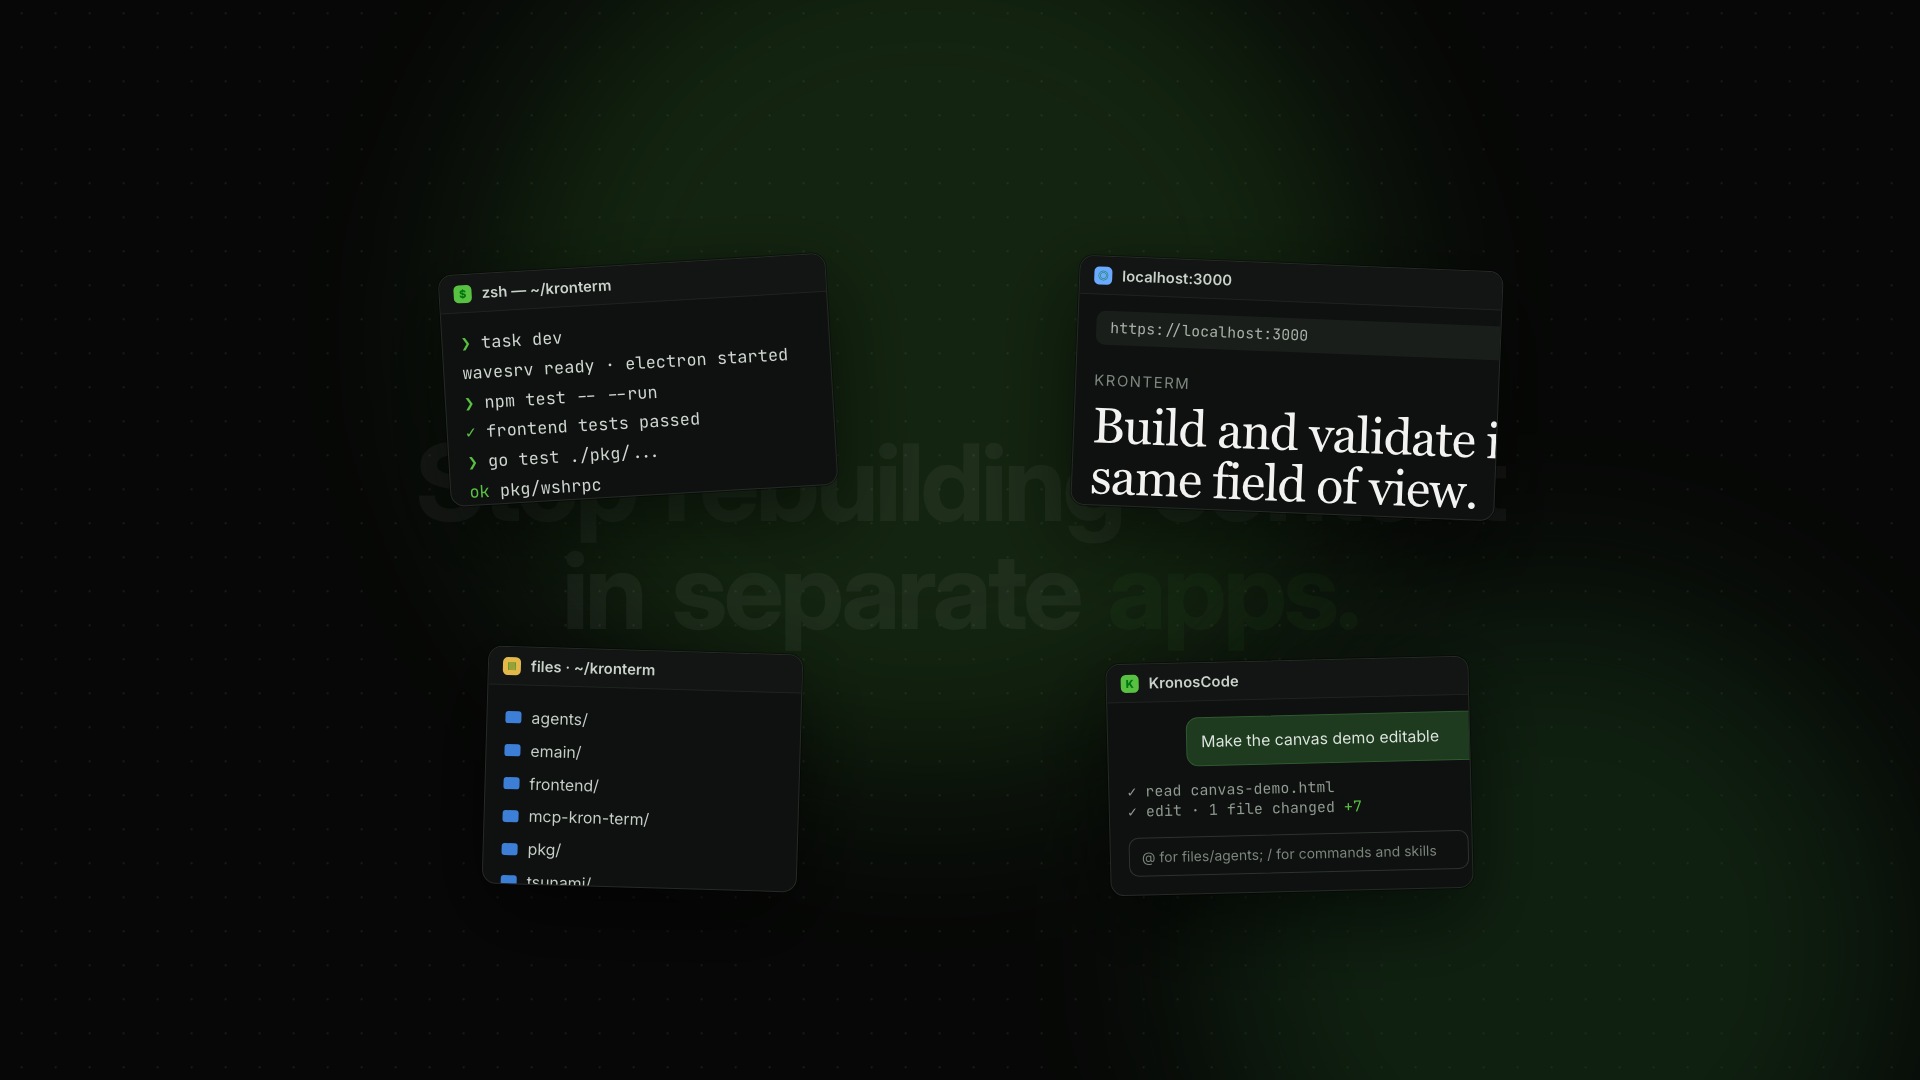 $ zsh — ~/kronterm
❯ task dev
wavesrv ready · electron started
❯ npm test -- --run
✓ frontend tests passed
❯ go test ./pkg/...
ok pkg/wshrpc
localhost:3000
https://localhost:3000
KRONTERM
Build and validate i
same field of view.
Stop rebuilding
in separate apps.
files · ~/kronterm
agents/
emain/
frontend/
mcp-kron-term/
pkg/
tsunami/
K KronosCode
Make the canvas demo editable
✓ read canvas-demo.html
✓ edit · 1 file changed +7
@ for files/agents; / for commands and skills